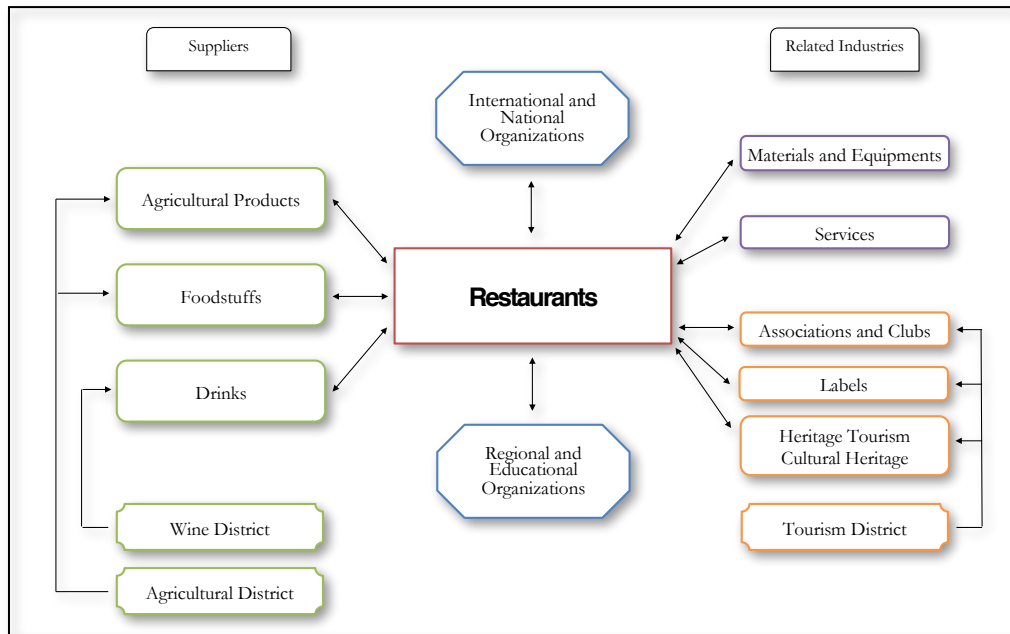 Suppliers
Related Industries
International and
National
Organizations
Materials and Equipments
Agricultural Products
Services
Foodstuffs
Restaurants
Associations and Clubs
Drinks
Labels
Heritage Tourism
Cultural Heritage
Regional and
Educational
Organizations
Wine District
Tourism District
Agricultural District